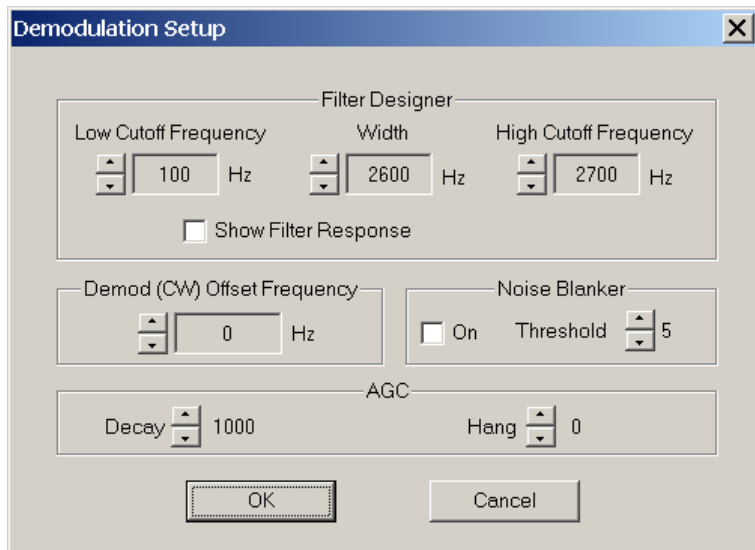 Demodulation Setup
Filter Designer
Low Cutoff Frequency Width High Cutoff Frequency
100 Hz 2600 Hz 2700 Hz
Show Filter Response
Demod (CW) Offset Frequency
0 Hz
Noise Blanker
On Threshold 5
AGC
Decay 1000 Hang 0
OK Cancel